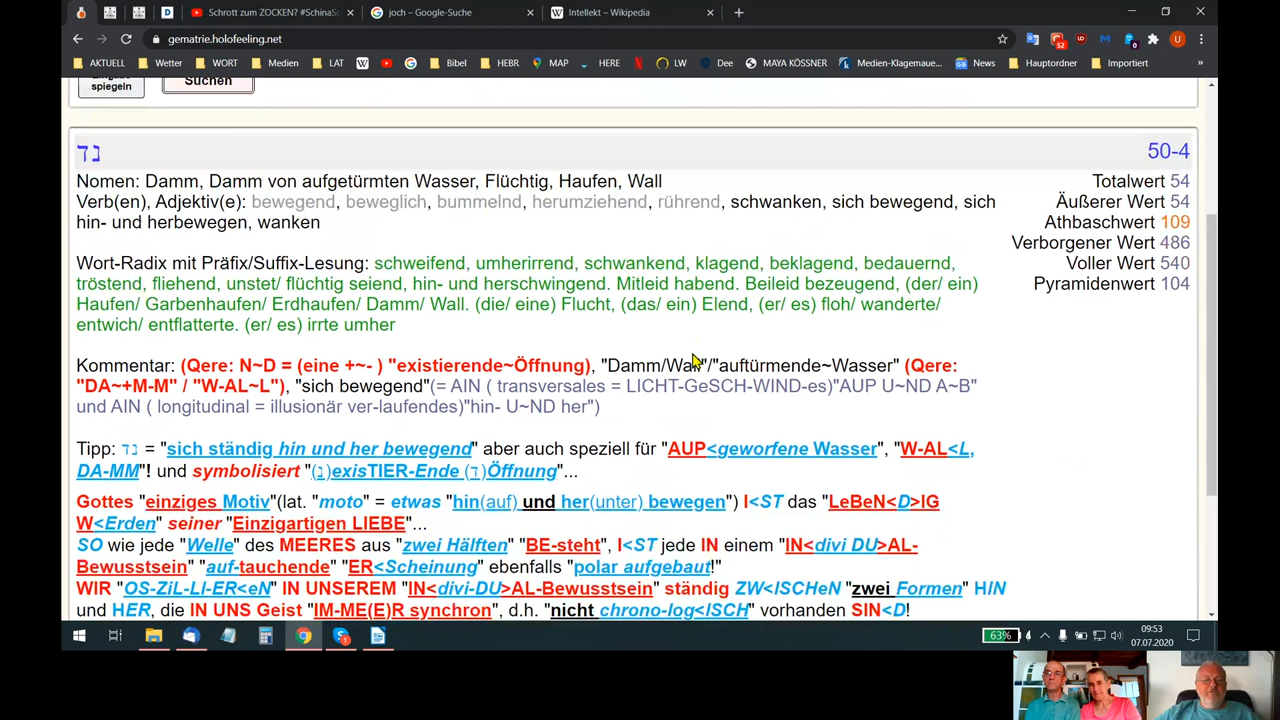 Schrott zum ZOCKEN? #SchinaSc
joch – Google-Suche
Intellekt – Wikipedia
gematrie.holofeeling.net
AKTUELL Wetter WORT Medien LAT Bibel HEBR MAP HERE LW Dee MAYA KÖSSNER Medien-Klagemaue... News Hauptordner Importiert »
spiegeln
Suchen
נד 50-4
Nomen: Damm, Damm von aufgetürmten Wasser, Flüchtig, Haufen, Wall
Totalwert 54
Verb(en), Adjektiv(e): bewegend, beweglich, bummelnd, herumziehend, rührend, schwanken, sich bewegend, sich
Äußerer Wert 54
hin- und herbewegen, wanken
Athbaschwert 109
Verborgener Wert 486
Wort-Radix mit Präfix/Suffix-Lesung: schweifend, umherirrend, schwankend, klagend, beklagend, bedauernd,
Voller Wert 540
tröstend, fliehend, unstet/ flüchtig seiend, hin- und herschwingend. Mitleid habend. Beileid bezeugend, (der/ ein)
Pyramidenwert 104
Haufen/ Garbenhaufen/ Erdhaufen/ Damm/ Wall. (die/ eine) Flucht, (das/ ein) Elend, (er/ es) floh/ wanderte/
entwich/ entflatterte. (er/ es) irrte umher
Kommentar: (Qere: N~D = (eine +~- ) "existierende~Öffnung), "Damm/Wall"/"auftürmende~Wasser" (Qere:
"DA~+M-M" / "W-AL~L"), "sich bewegend"(= AIN ( transversales = LICHT-GeSCH-WIND-es)"AUP U~ND A~B"
und AIN ( longitudinal = illusionär ver-laufendes)"hin- U~ND her")
Tipp: נד = "sich ständig hin und her bewegend" aber auch speziell für "AUP<geworfene Wasser", "W-AL<L,
DA-MM"! und symbolisiert "(נ)exisTIER-Ende (ד)Öffnung"...
Gottes "einziges Motiv"(lat. "moto" = etwas "hin(auf) und her(unter) bewegen") I<ST das "LeBeN<D>IG
W<Erden" seiner "Einzigartigen LIEBE"...
SO wie jede "Welle" des MEERES aus "zwei Hälften" "BE-steht", I<ST jede IN einem "IN<divi DU>AL-
Bewusstsein" "auf-tauchende" "ER<Scheinung" ebenfalls "polar aufgebaut!"
WIR "OS-ZiL-LI-ER<eN" IN UNSEREM "IN<divi-DU>AL-Bewusstsein" ständig ZW<ISCHeN "zwei Formen" HIN
und HER, die IN UNS Geist "IM-ME(E)R synchron", d.h. "nicht chrono-log<ISCH" vorhanden SIN<D!
63%
09:53
07.07.2020